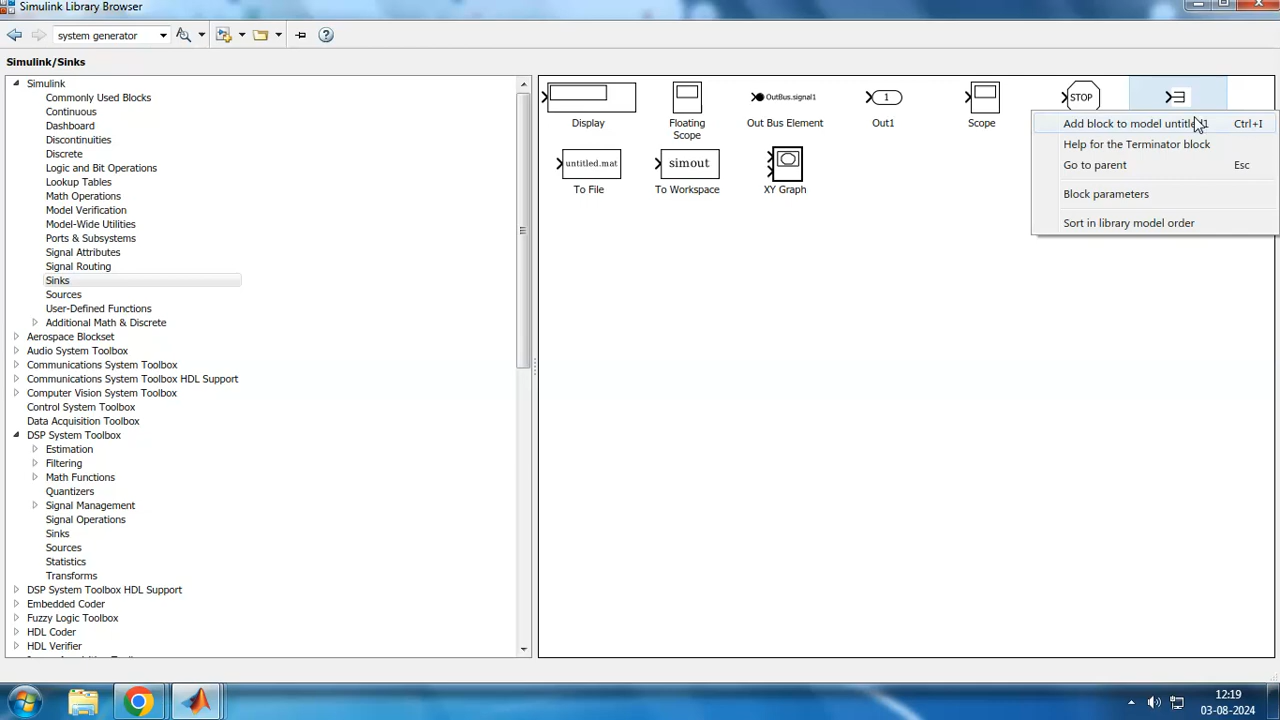 Simulink Library Browser
system generator
Simulink/Sinks
Simulink
Commonly Used Blocks
Continuous
Dashboard
Discontinuities
Discrete
Logic and Bit Operations
Lookup Tables
Math Operations
Model Verification
Model-Wide Utilities
Ports & Subsystems
Signal Attributes
Signal Routing
Sinks
Sources
User-Defined Functions
Additional Math & Discrete
Aerospace Blockset
Audio System Toolbox
Communications System Toolbox
Communications System Toolbox HDL Support
Computer Vision System Toolbox
Control System Toolbox
Data Acquisition Toolbox
DSP System Toolbox
Estimation
Filtering
Math Functions
Quantizers
Signal Management
Signal Operations
Sinks
Sources
Statistics
Transforms
DSP System Toolbox HDL Support
Embedded Coder
Fuzzy Logic Toolbox
HDL Coder
HDL Verifier
OutBus.signal1
1
STOP
Display
Floating
Scope
Out Bus Element
Out1
Scope
untitled.mat
simout
To File
To Workspace
XY Graph
Add block to model Ctrl+I
Help for the Terminator block
Go to parent Esc
Block parameters
Sort in library model order
12:19
03-08-2024